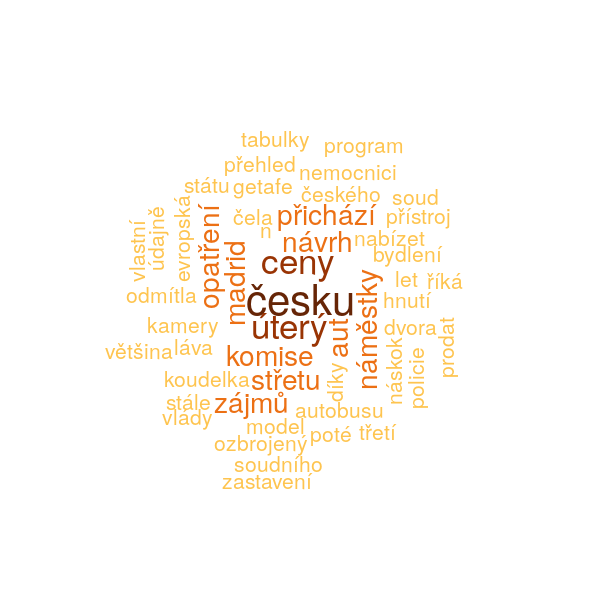 tabulky
program
přehled
nemocnici
státu
getafe
českého
soud
evropská
čela
přichází
přístroj
vlastní
údajně
opatření
n
návrh
nabízet
madrid
ceny
bydlení
odmítla
česku
náměstky
let
říká
hnutí
kamery
úterý
aut
dvora
většina
láva
komise
náskok
policie
prodat
koudelka
střetu
díky
stále
zájmů
autobusu
vlády
model
ozbrojený
poté
třetí
soudního
zastavení